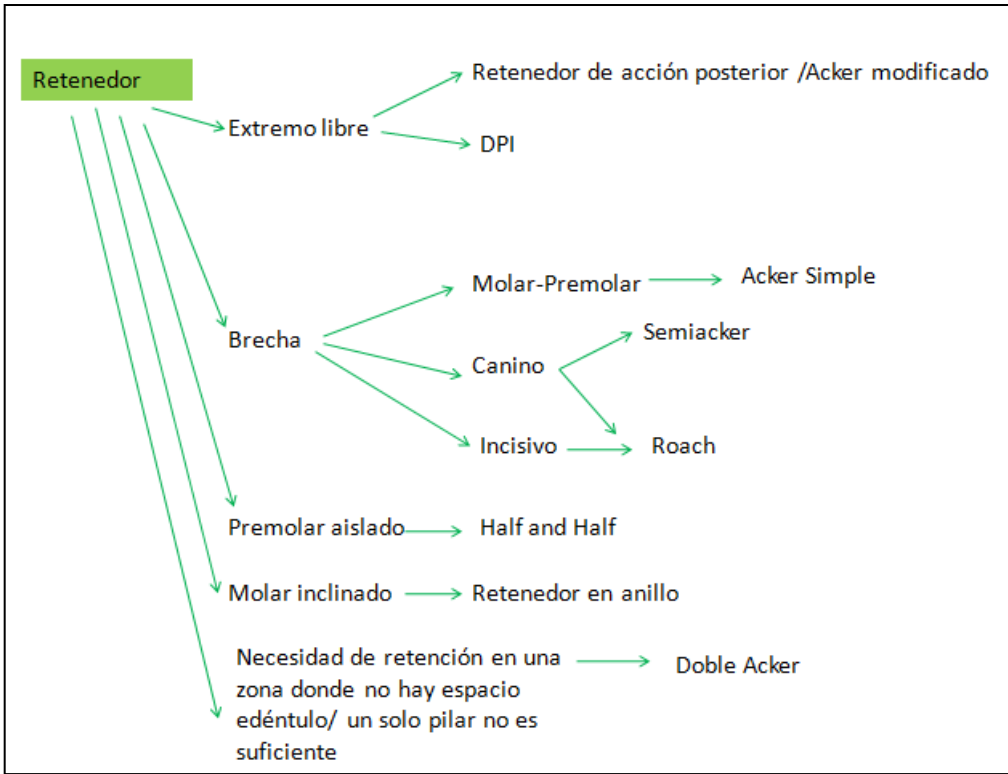 Retenedor
Retenedor de acción posterior /Acker modificado
Extremo libre
DPI
Molar-Premolar
Acker Simple
Brecha
Semiacker
Canino
Incisivo
Roach
Premolar aislado
Half and Half
Molar inclinado
Retenedor en anillo
Necesidad de retención en una
zona donde no hay espacio
edéntulo/ un solo pilar no es
suficiente
Doble Acker